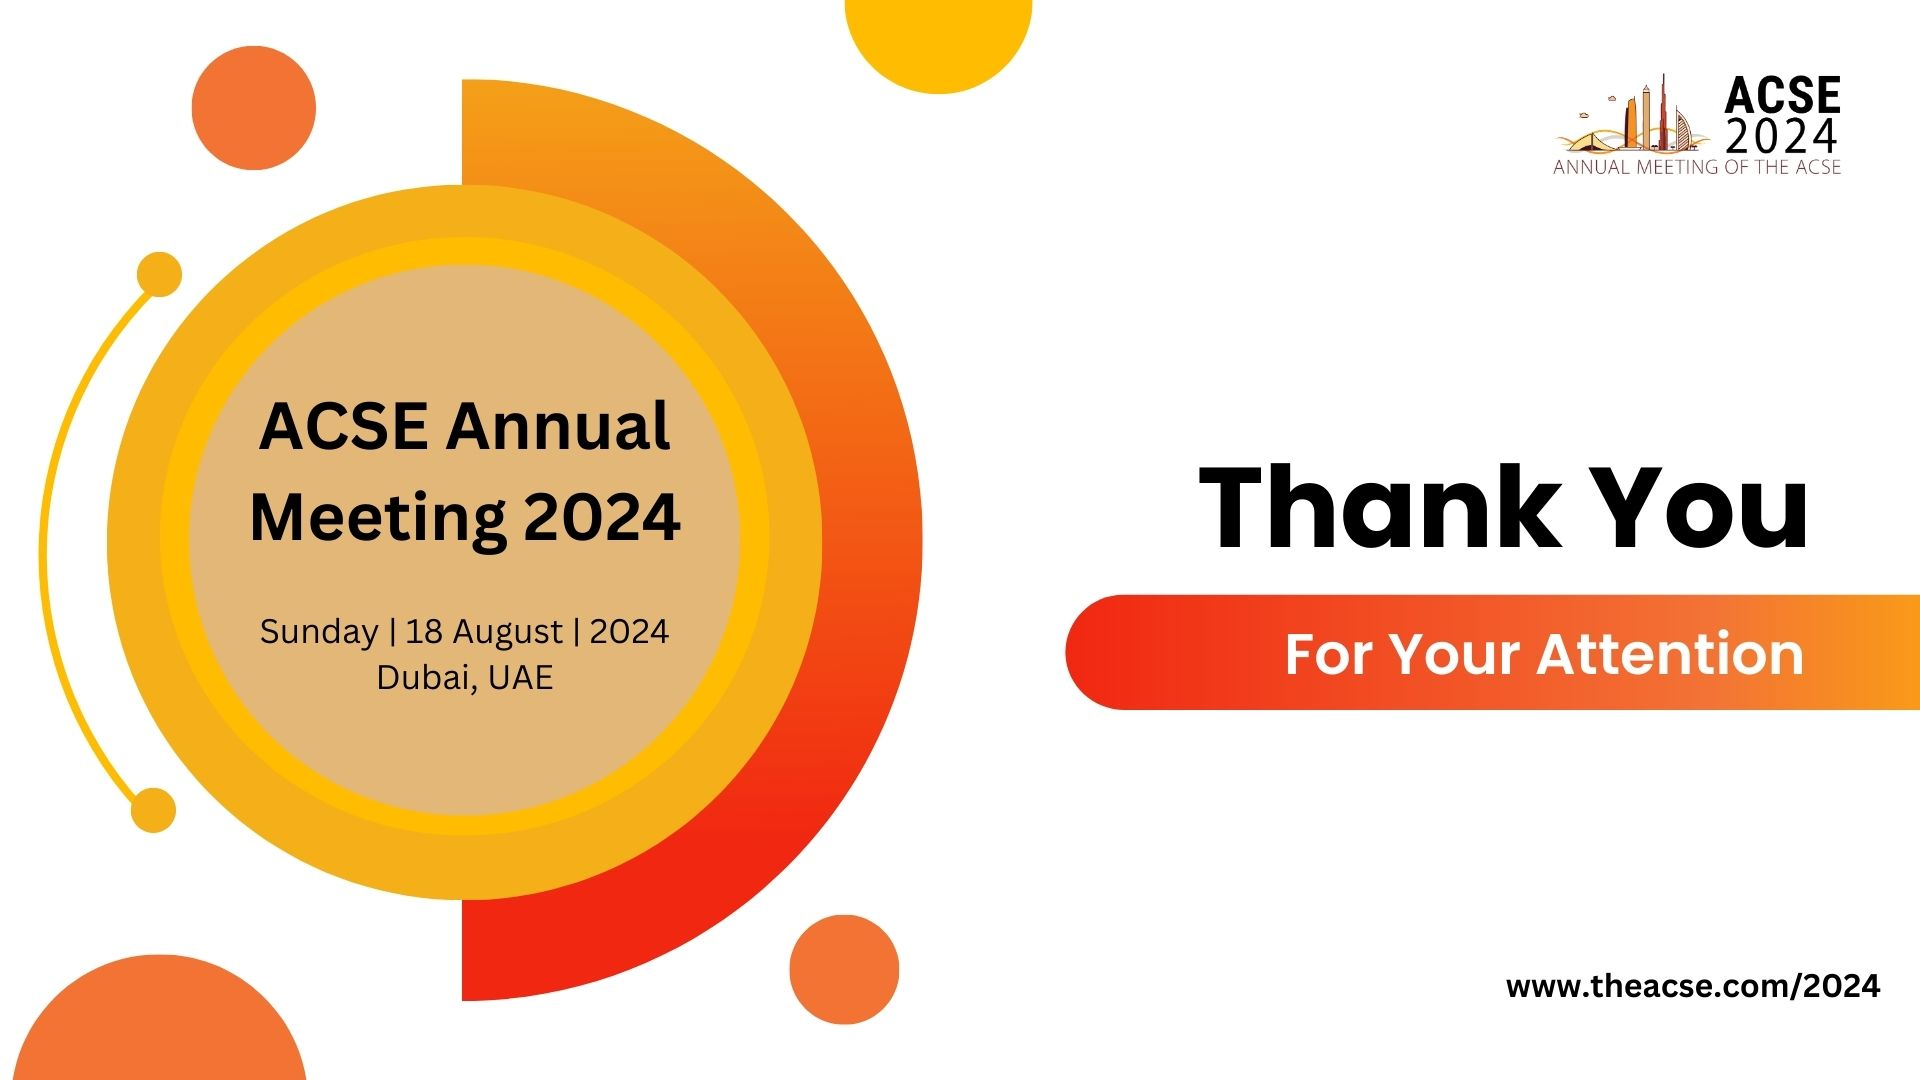 ACSE
2024
ANNUAL MEETING OF THE ACSE
ACSE Annual
Meeting 2024
Sunday | 18 August | 2024
Dubai, UAE
Thank You
For Your Attention
www.theacse.com/2024